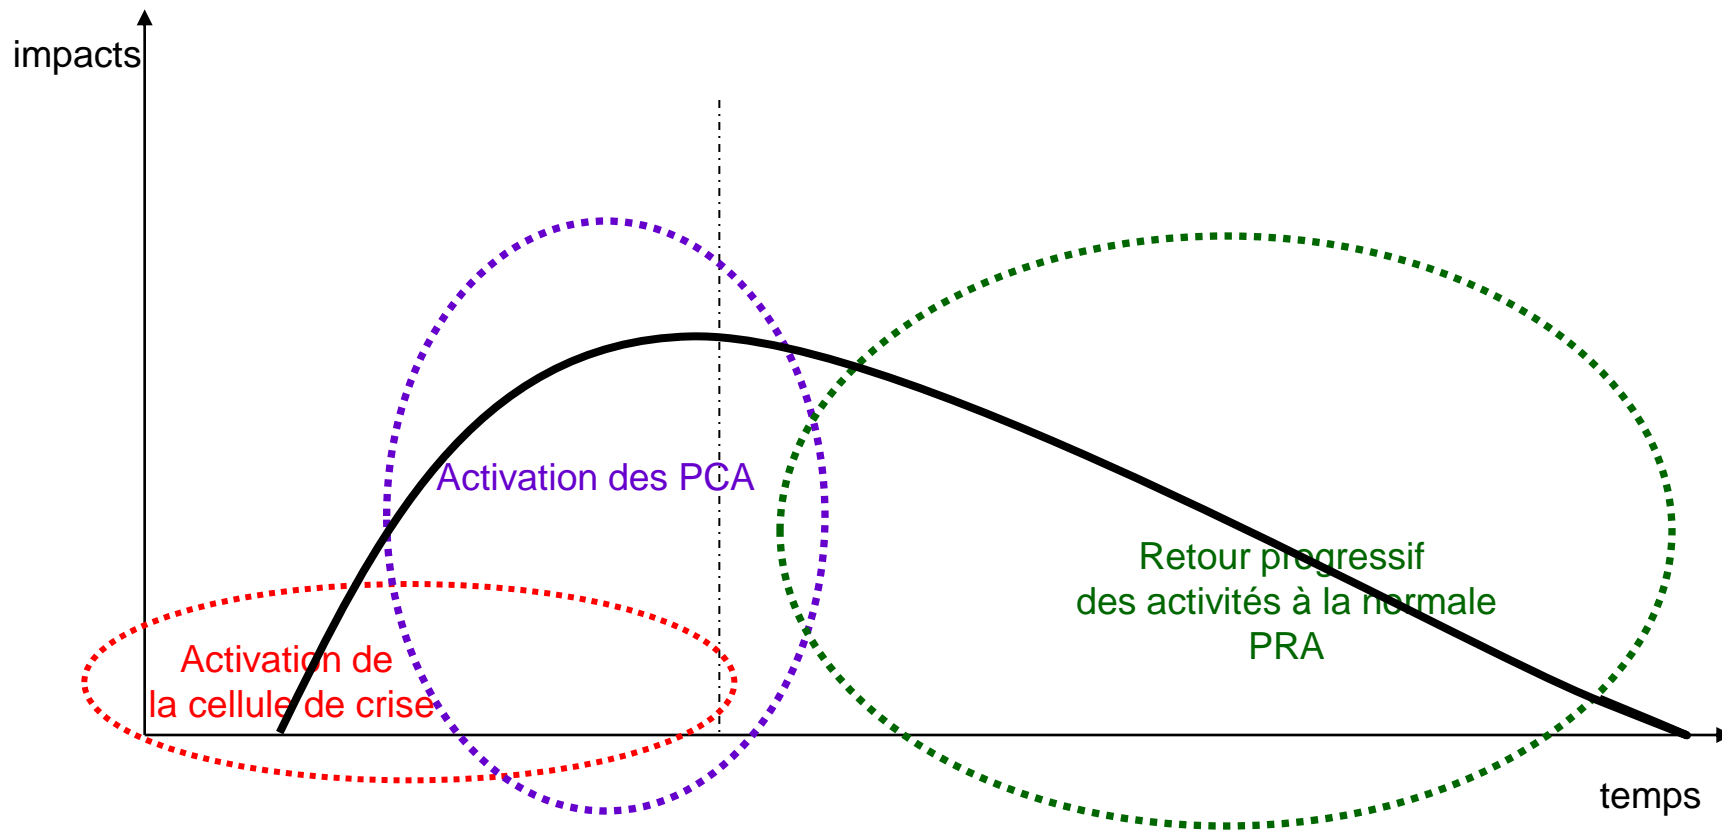 impacts
Activation des PCA
Retour progressif
des activités à la normale
PRA
Activation de
la cellule de crise
temps